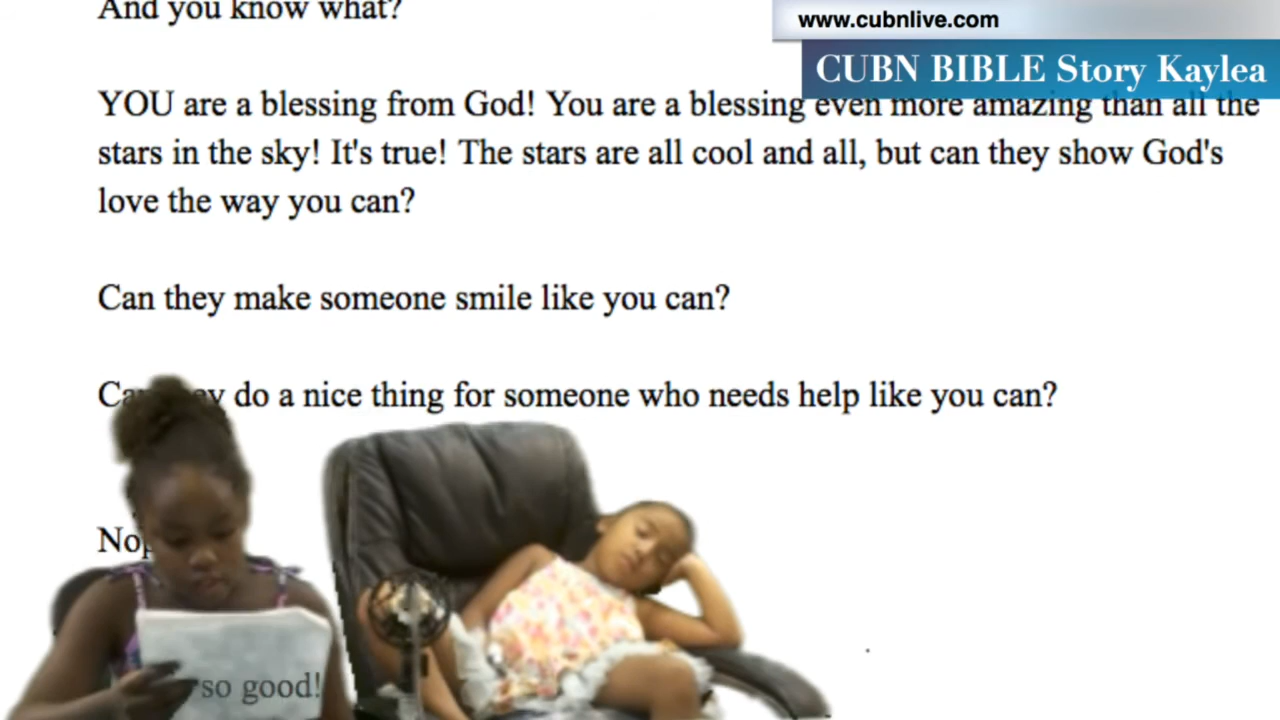 And you know what?
www.cubnlive.com
CUBN BIBLE Story Kaylea
YOU are a blessing from God! You are a blessing even more amazing than all the
stars in the sky! It's true! The stars are all cool and all, but can they show God's
love the way you can?
Can they make someone smile like you can?
do a nice thing for someone who needs help like you can?
so good!